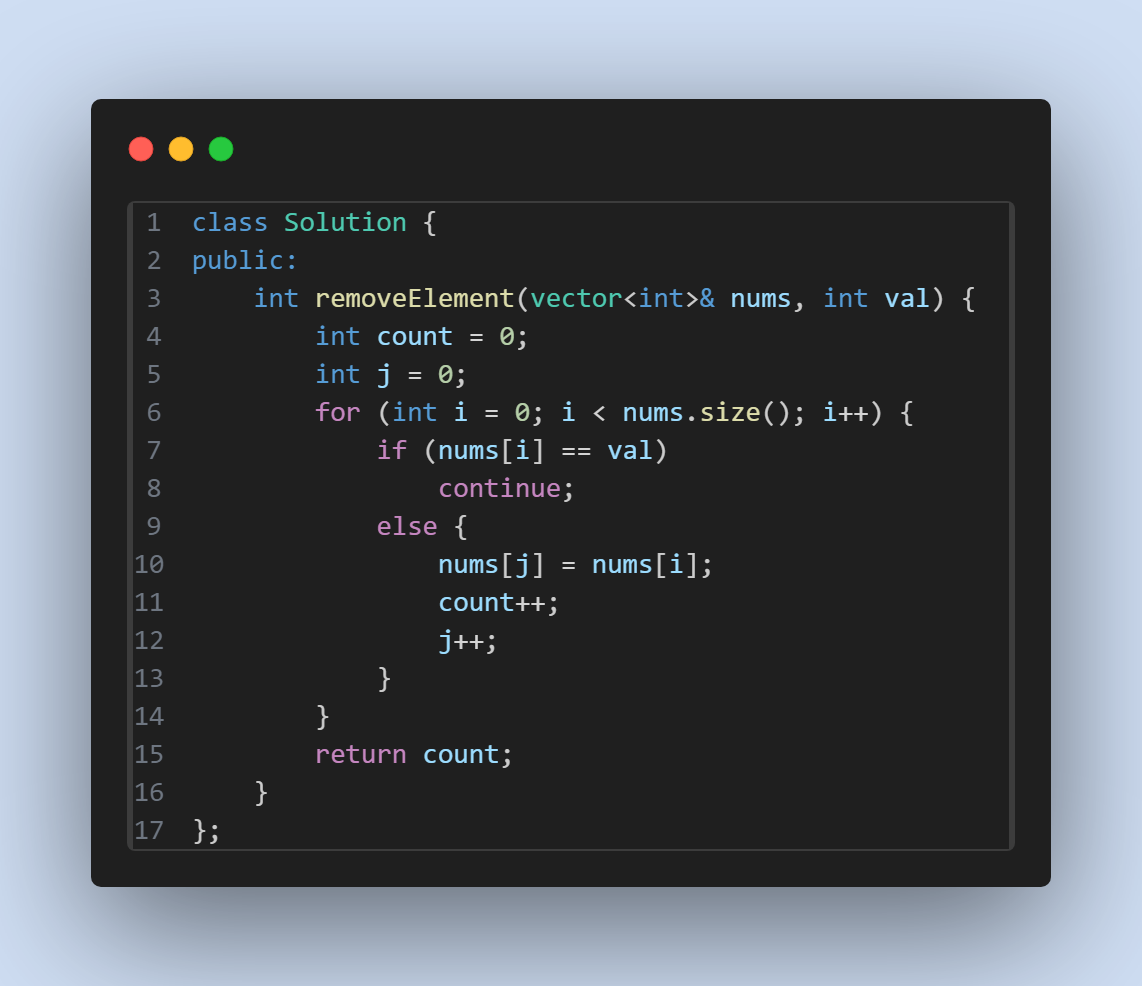 1 class Solution {
2 public:
3     int removeElement(vector<int>& nums, int val) {
4         int count = 0;
5         int j = 0;
6         for (int i = 0; i < nums.size(); i++) {
7             if (nums[i] == val)
8                 continue;
9             else {
10                 nums[j] = nums[i];
11                 count++;
12                 j++;
13             }
14         }
15         return count;
16     }
17 };